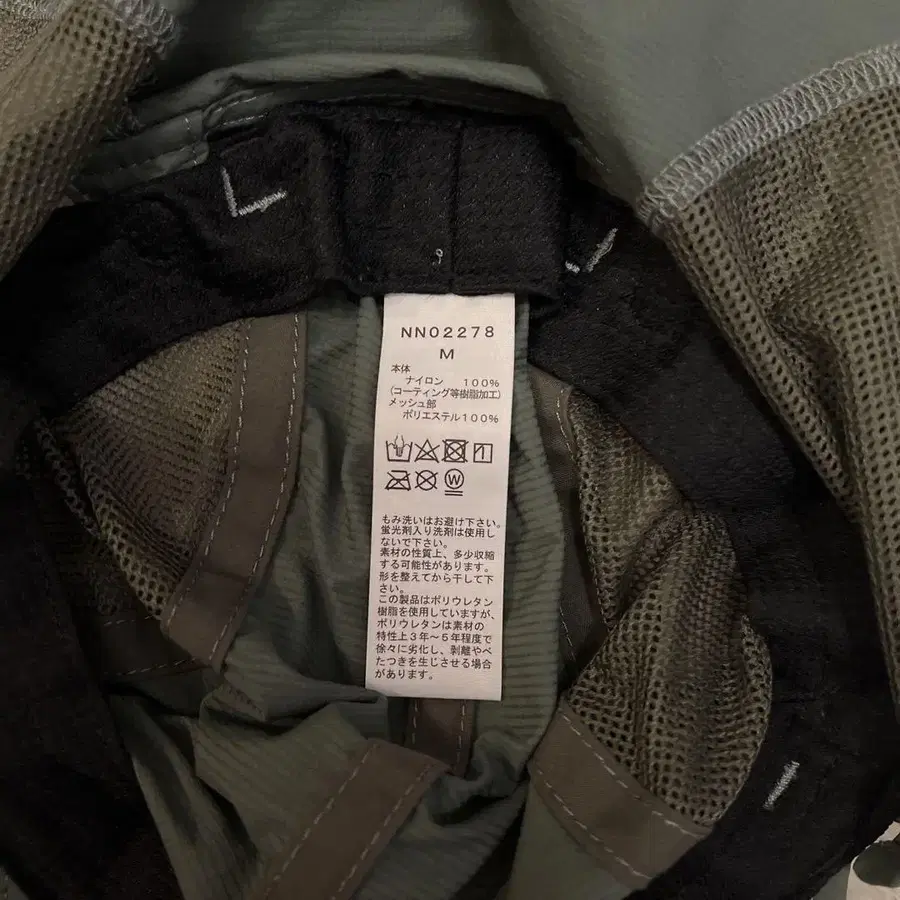 NN02278
M
本体
ナイロン 100%
(コーティング等樹脂加工)
メッシュ部
ポリエステル100%
W
もみ洗いはお避け下さい。
蛍光剤入り洗剤は使用し
ないで下さい。
素材の性質上、多少収縮
する可能性があります。
形を整えてから干して下
さい。
この製品はポリウレタン
樹脂を使用していますが、
ポリウレタンは素材の
特性上3年〜5年程度で
徐々に劣化し、剥離やべ
たつきを生じさせる場合
があります。